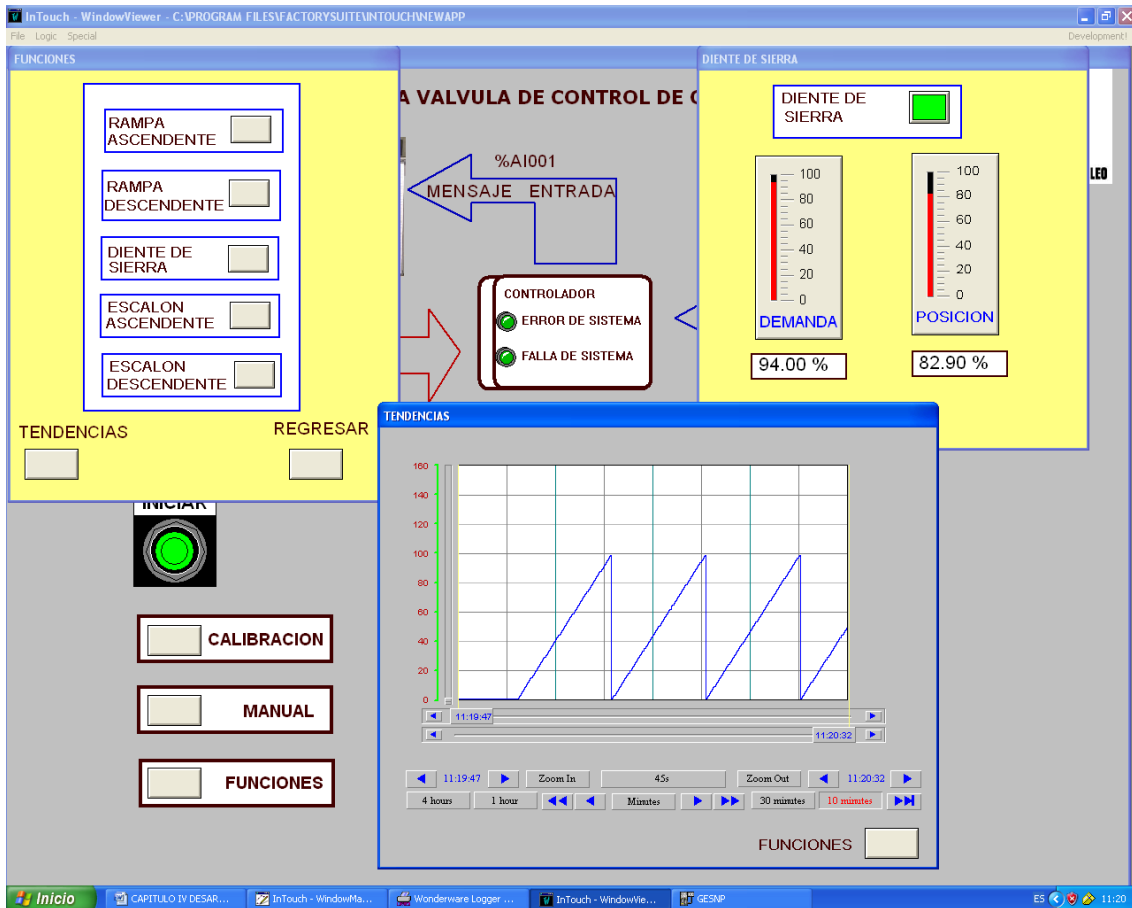 InTouch - WindowViewer - C:\PROGRAM FILES\FACTORYSUITE\INTOUCH\NEWAPP
File Logic Special
Development!
FUNCIONES
RAMPA
ASCENDENTE
RAMPA
DESCENDENTE
DIENTE DE
SIERRA
ESCALON
ASCENDENTE
ESCALON
DESCENDENTE
TENDENCIAS
REGRESAR
A VALVULA DE CONTROL DE
%AI001
MENSAJE ENTRADA
CONTROLADOR
ERROR DE SISTEMA
FALLA DE SISTEMA
DIENTE DE SIERRA
DIENTE DE
SIERRA
100
80
60
40
20
0
DEMANDA
94.00 %
100
80
60
40
20
0
POSICION
82.90 %
LEO
INICIAR
CALIBRACION
MANUAL
FUNCIONES
TENDENCIAS
160
140
120
100
80
60
40
20
0
11:19:47
11:20:32
11:19:47
Zoom In
45s
Zoom Out
11:20:32
4 hours
1 hour
Minutes
30 minutes
10 minutes
FUNCIONES
Inicio
CAPITULO IV DESAR...
InTouch - WindowMa...
Wonderware Logger ...
InTouch - WindowVie...
GESNP
ES
11:20